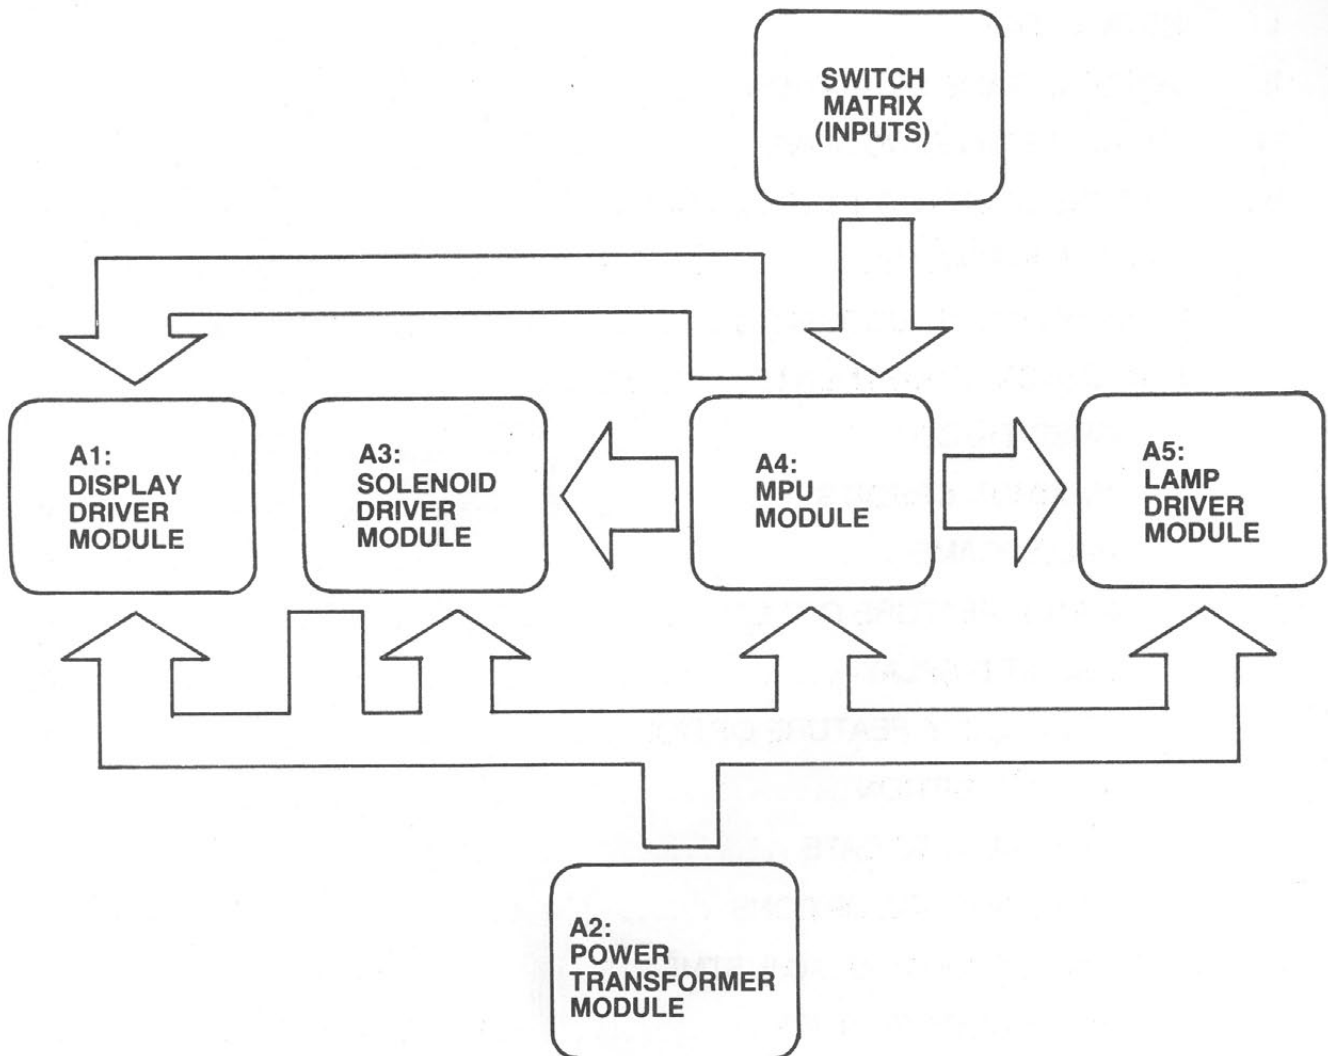 SWITCH
MATRIX
(INPUTS)
A1:
DISPLAY
DRIVER
MODULE
A3:
SOLENOID
DRIVER
MODULE
A4:
MPU
MODULE
A5:
LAMP
DRIVER
MODULE
A2:
POWER
TRANSFORMER
MODULE